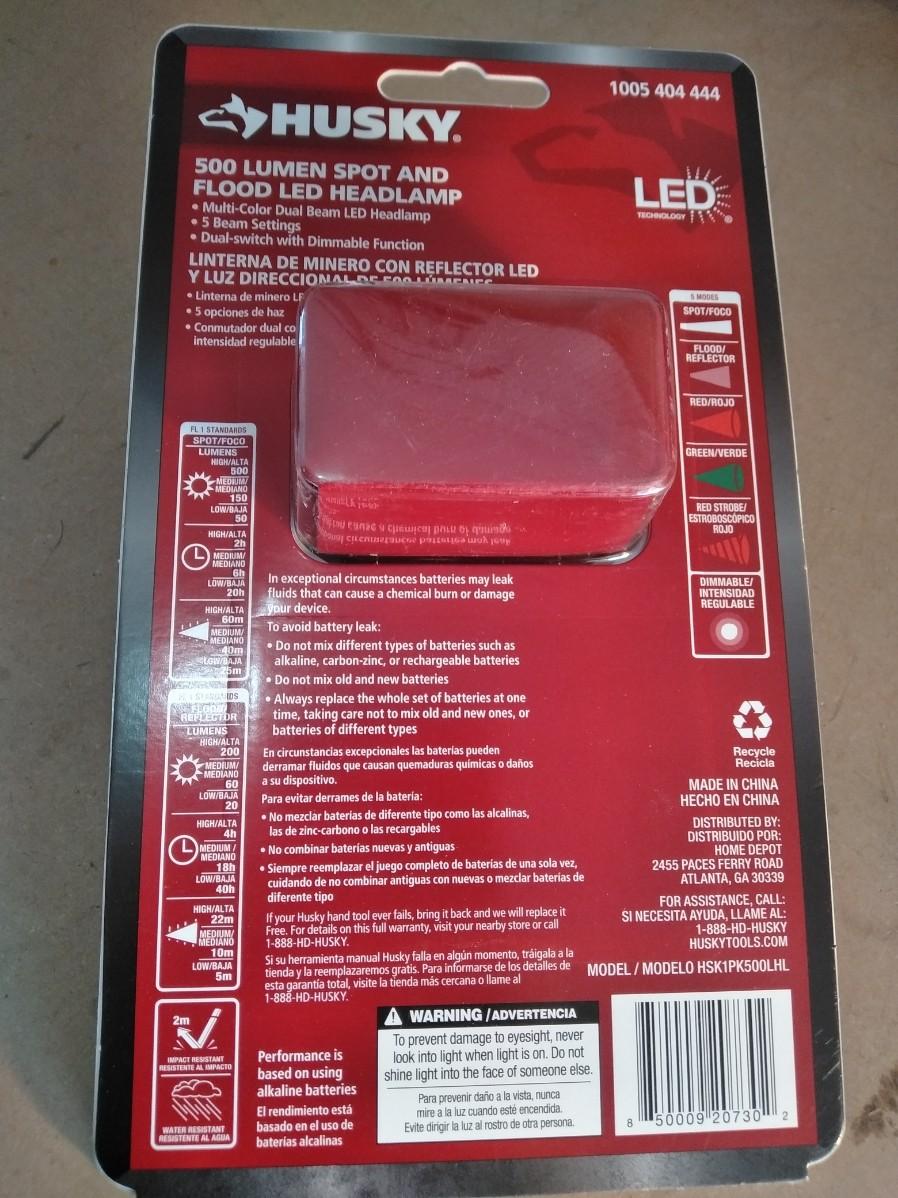 1005 404 444
HUSKY®
500 LUMEN SPOT AND
FLOOD LED HEADLAMP
• Multi-Color Dual Beam LED Headlamp
• 5 Beam Settings
• Dual-switch with Dimmable Function
LED
TECHNOLOGY ®
LINTERNA DE MINERO CON REFLECTOR LED
Y LUZ DIRECCIONAL DE 500 LÚMENES
• Linterna de minero
• 5 opciones de haz
• Conmutador dual
intensidad regulable
5 MODES
SPOT/FOCO
FLOOD/
REFLECTOR
RED/ROJO
GREEN/VERDE
RED STROBE/
ESTROBOSCÓPICO
ROJO
DIMMABLE/
INTENSIDAD
REGULABLE
FL 1 STANDARDS
SPOT/FOCO
LUMENS
HIGH/ALTA
500
MEDIUM/
MEDIANO
150
LOW/BAJA
50
HIGH/ALTA
2h
MEDIUM/
MEDIANO
6h
LOW/BAJA
20h
HIGH/ALTA
60m
MEDIUM/
MEDIANO
40m
LOW/BAJA
25m
FL 1 STANDARDS
FLOOD/
REFLECTOR
LUMENS
HIGH/ALTA
200
MEDIUM/
MEDIANO
60
LOW/BAJA
20
HIGH/ALTA
4h
MEDIUM /
MEDIANO
18h
LOW/BAJA
40h
HIGH/ALTA
22m
MEDIUM/
MEDIANO
10m
LOW/BAJA
5m
2m
IMPACT RESISTANT
RESISTENTE AL IMPACTO
WATER RESISTANT
RESISTENTE AL AGUA
In exceptional circumstances batteries may leak
fluids that can cause a chemical burn or damage
your device.
To avoid battery leak:
• Do not mix different types of batteries such as
alkaline, carbon-zinc, or rechargeable batteries
• Do not mix old and new batteries
• Always replace the whole set of batteries at one
time, taking care not to mix old and new ones, or
batteries of different types
En circunstancias excepcionales las baterías pueden
derramar fluidos que causan quemaduras químicas o daños
a su dispositivo.
Para evitar derrames de la batería:
• No mezclar baterías de diferente tipo como las alcalinas,
las de zinc-carbono o las recargables
• No combinar baterías nuevas y antiguas
• Siempre reemplazar el juego completo de baterías de una sola vez,
cuidando de no combinar antiguas con nuevas o mezclar baterías de
diferente tipo
If your Husky hand tool ever fails, bring it back and we will replace it
Free. For details on this full warranty, visit your nearby store or call
1-888-HD-HUSKY.
Si su herramienta manual Husky falla en algún momento, tráigala a la
tienda y la reemplazaremos gratis. Para informarse de los detalles de
esta garantía total, visite la tienda más cercana o llame al
1-888-HD-HUSKY.
Performance is
based on using
alkaline batteries
El rendimiento está
basado en el uso de
baterías alcalinas
WARNING /ADVERTENCIA
To prevent damage to eyesight, never
look into light when light is on. Do not
shine light into the face of someone else.
Para prevenir daño a la vista, nunca
mire a la luz cuando esté encendida.
Evite dirigir la luz al rostro de otra persona.
Recycle
Recicla
MADE IN CHINA
HECHO EN CHINA
DISTRIBUTED BY:
DISTRIBUIDO POR:
HOME DEPOT
2455 PACES FERRY ROAD
ATLANTA, GA 30339
FOR ASSISTANCE, CALL:
SI NECESITA AYUDA, LLAME AL:
1-888-HD-HUSKY
HUSKYTOOLS.COM
MODEL / MODELO HSK1PK500LHL
8 50009 20730 2